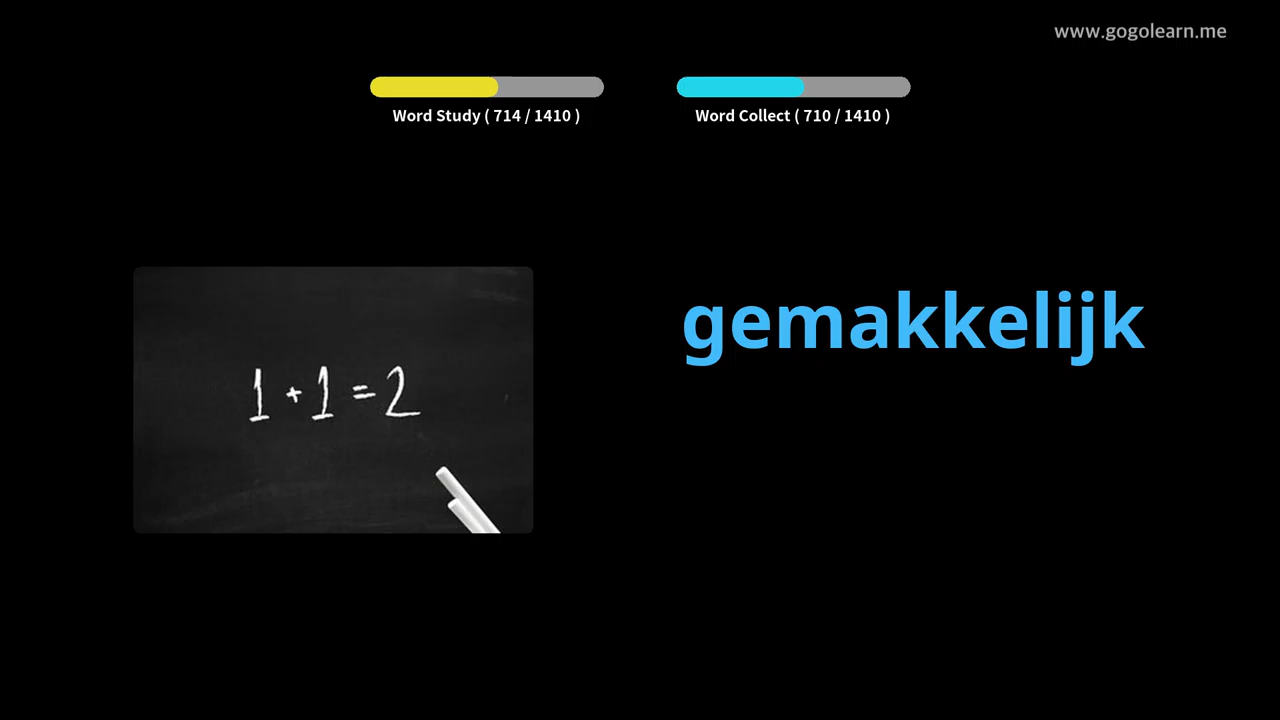 www.gogolearn.me
Word Study ( 714 / 1410 )
Word Collect ( 710 / 1410 )
gemakkelijk
1 + 1 = 2